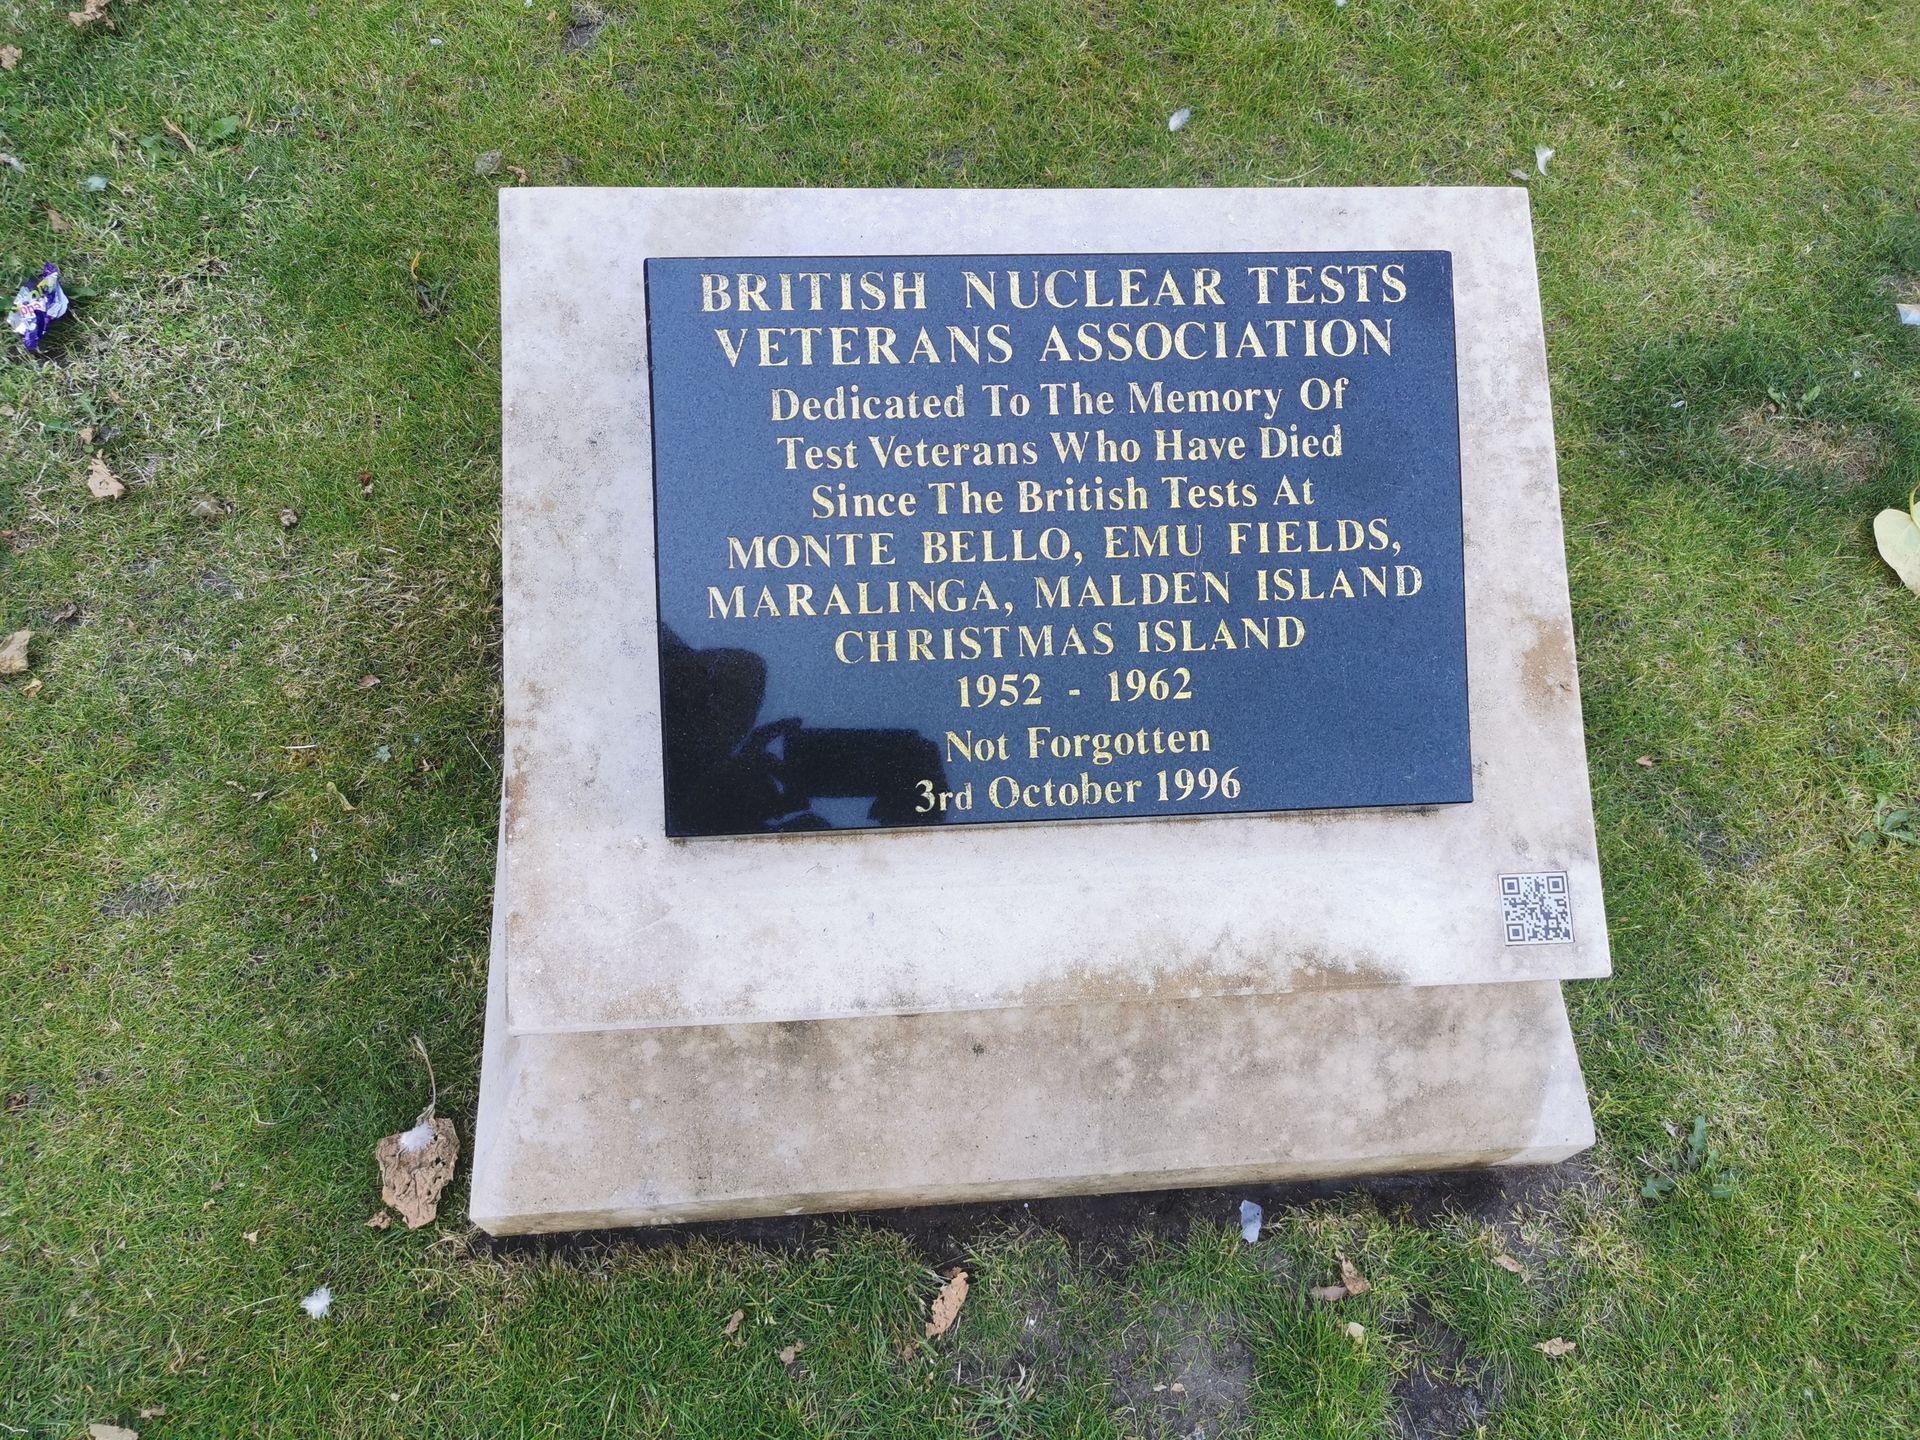 BRITISH NUCLEAR TESTS
VETERANS ASSOCIATION
Dedicated To The Memory Of
Test Veterans Who Have Died
Since The British Tests At
MONTE BELLO, EMU FIELDS,
MARALINGA, MALDEN ISLAND
CHRISTMAS ISLAND
1952 - 1962
Not Forgotten
3rd October 1996